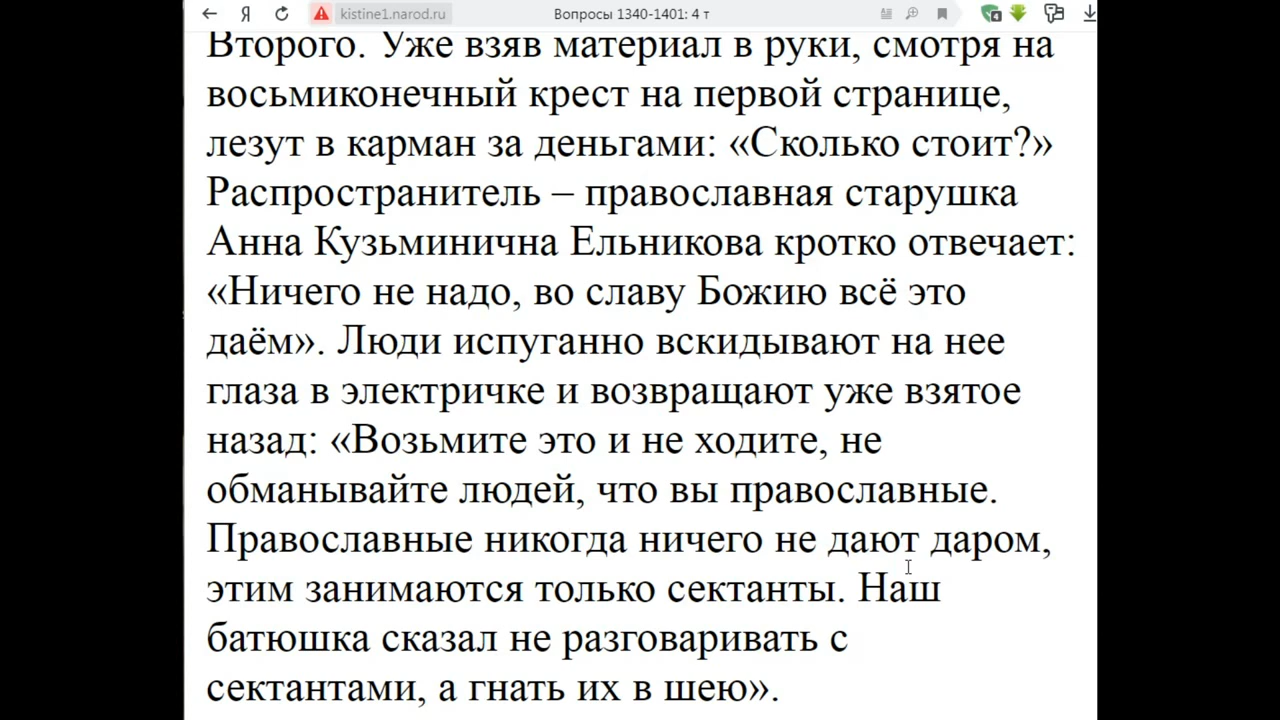 Я kistine1.narod.ru Вопросы 1340-1401: 4 т 4
Второго. Уже взяв материал в руки, смотря на
восьмиконечный крест на первой странице,
лезут в карман за деньгами: «Сколько стоит?»
Распространитель – православная старушка
Анна Кузьминична Ельникова кротко отвечает:
«Ничего не надо, во славу Божию всё это
даём». Люди испуганно вскидывают на нее
глаза в электричке и возвращают уже взятое
назад: «Возьмите это и не ходите, не
обманывайте людей, что вы православные.
Православные никогда ничего не дают даром,
этим занимаются только сектанты. Наш
батюшка сказал не разговаривать с
сектантами, а гнать их в шею».